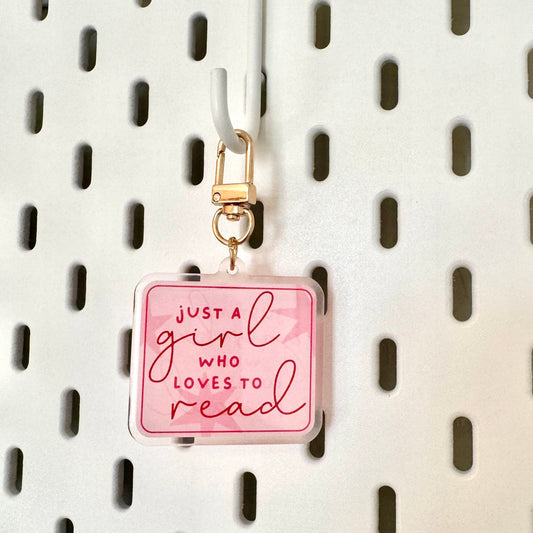 JUST A
girl
WHO
LOVES TO
read